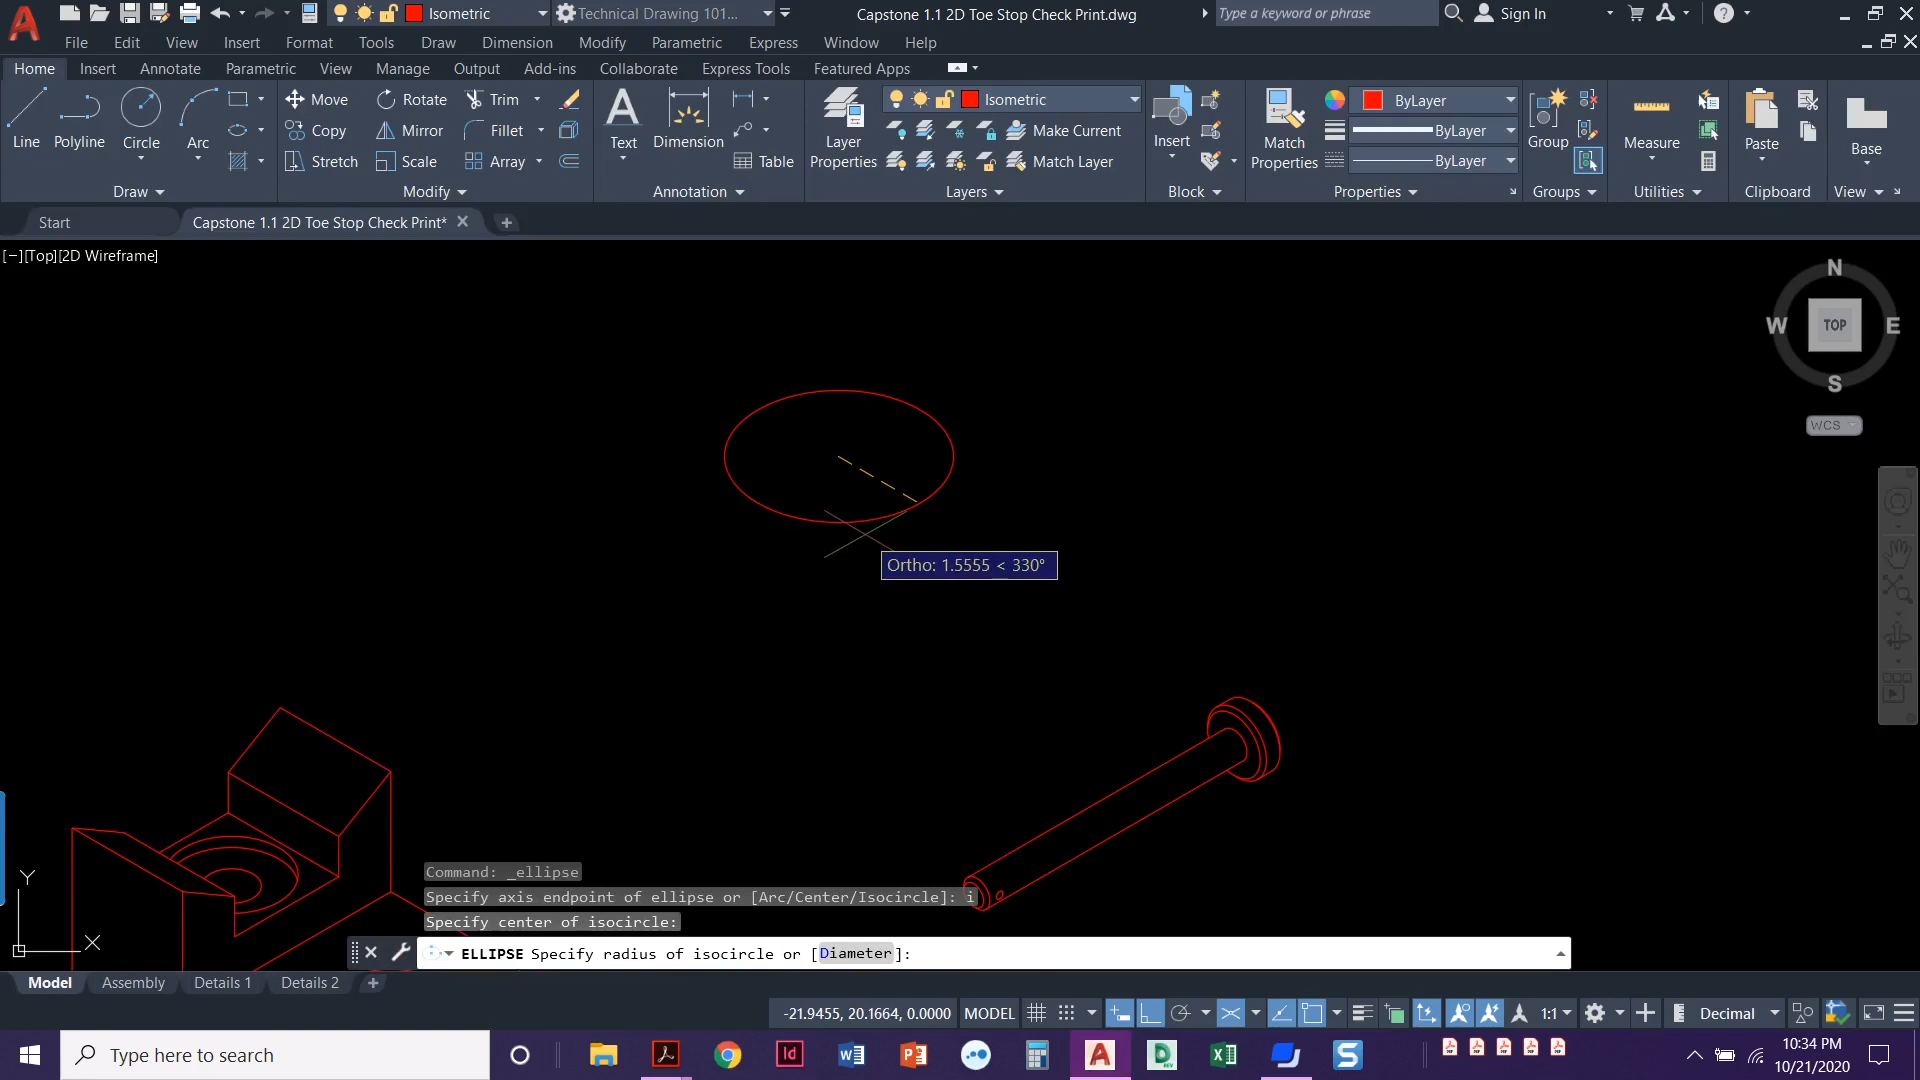 Isometric
Technical Drawing 101...
Capstone 1.1 2D Toe Stop Check Print.dwg
Type a keyword or phrase
Sign In
File Edit View Insert Format Tools Draw Dimension Modify Parametric Express Window Help
Home Insert Annotate Parametric View Manage Output Add-ins Collaborate Express Tools Featured Apps
Move Rotate Trim Isometric ByLayer
Line Polyline Circle Arc Copy Mirror Fillet Text Dimension Layer Properties Make Current Insert Match Properties ByLayer Group Measure Paste Base
Stretch Scale Array Table Match Layer ByLayer
Draw Modify Annotation Layers Block Properties Groups Utilities Clipboard View
Start Capstone 1.1 2D Toe Stop Check Print*
[−][Top][2D Wireframe]
N
W TOP E
S
WCS
Ortho: 1.5555 < 330°
Y
X
Command: _ellipse
Specify axis endpoint of ellipse or [Arc/Center/Isocircle]: i
Specify center of isocircle:
ELLIPSE Specify radius of isocircle or [Diameter]:
Model Assembly Details 1 Details 2
-21.9455, 20.1664, 0.0000 MODEL 1:1 Decimal
Type here to search
10:34 PM
10/21/2020